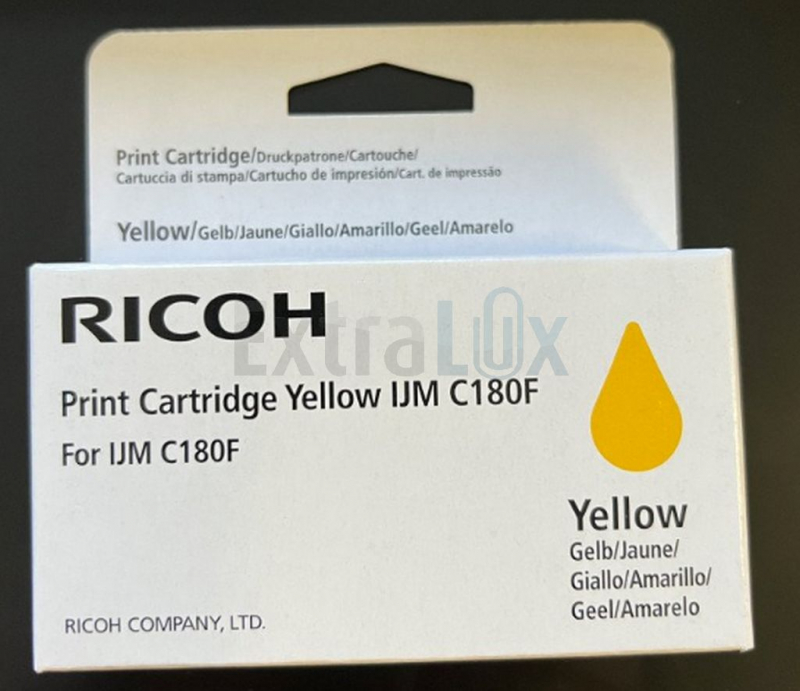 Print Cartridge/Druckpatrone/Cartouche/
Cartuccia di stampa/Cartucho de impresión/Cart. de impressão
Yellow/Gelb/Jaune/Giallo/Amarillo/Geel/Amarelo
RICOH
ExtraLux
Print Cartridge Yellow IJM C180F
For IJM C180F
Yellow
Gelb/Jaune/
Giallo/Amarillo/
Geel/Amarelo
RICOH COMPANY, LTD.